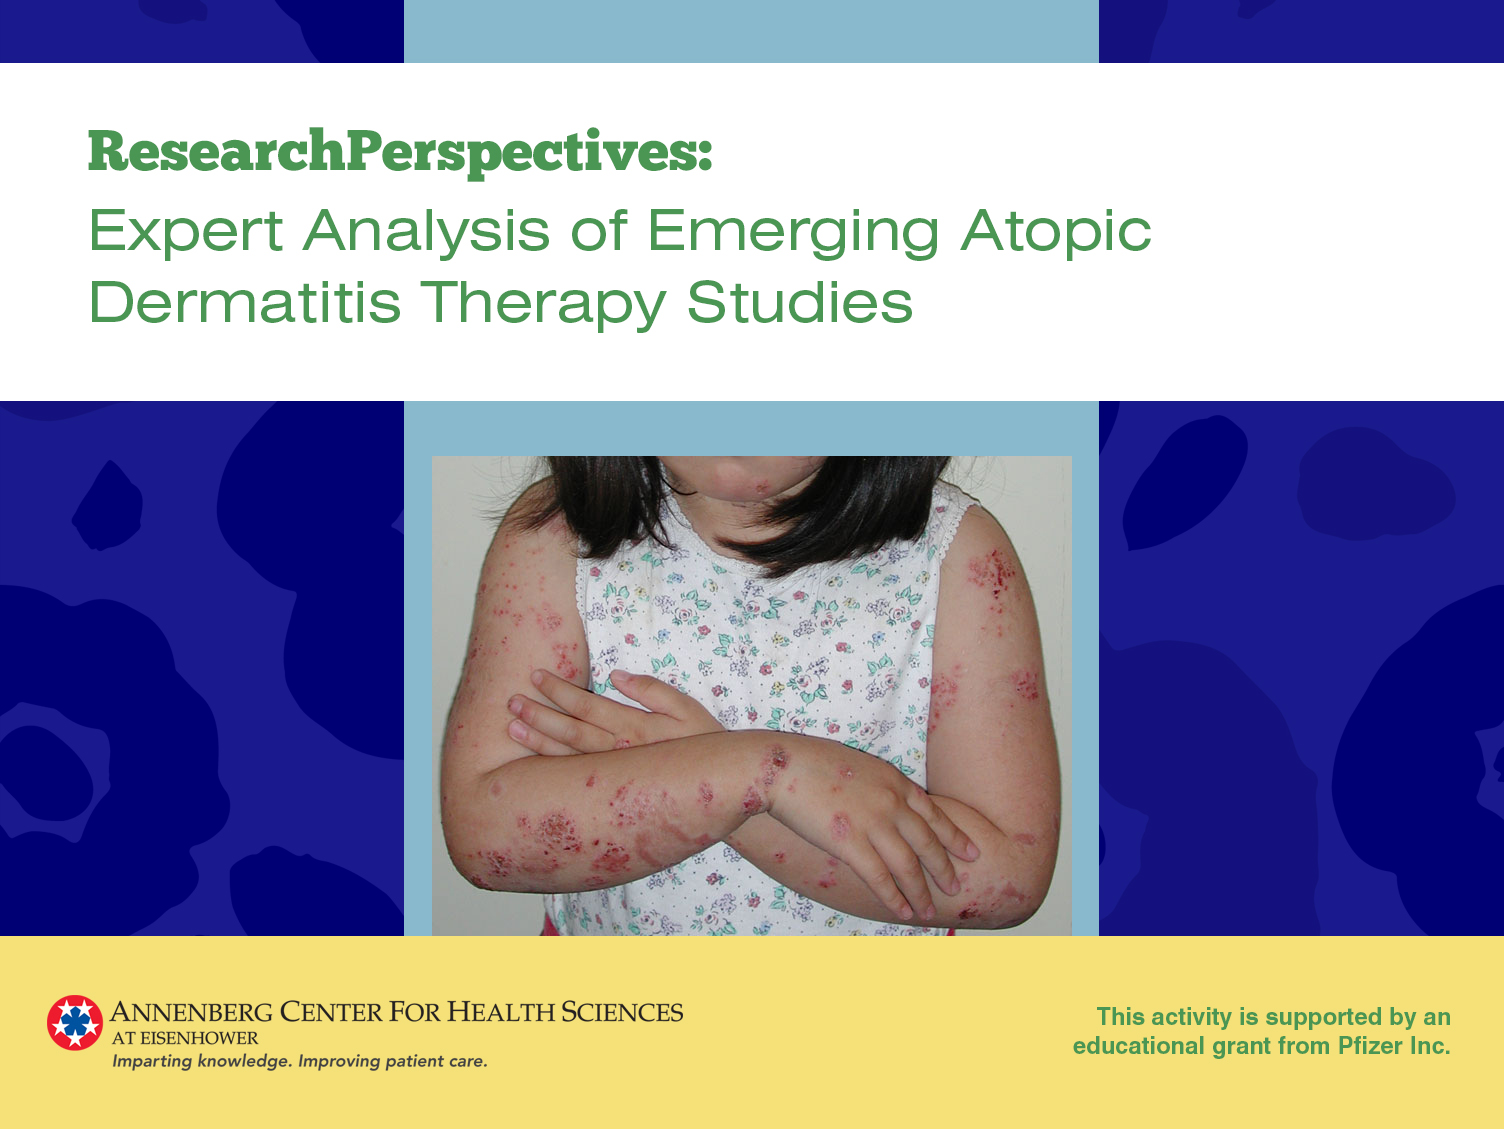 ResearchPerspectives:
Expert Analysis of Emerging Atopic
Dermatitis Therapy Studies
ANNENBERG CENTER FOR HEALTH SCIENCES
AT EISENHOWER
Imparting knowledge. Improving patient care.
This activity is supported by an
educational grant from Pfizer Inc.